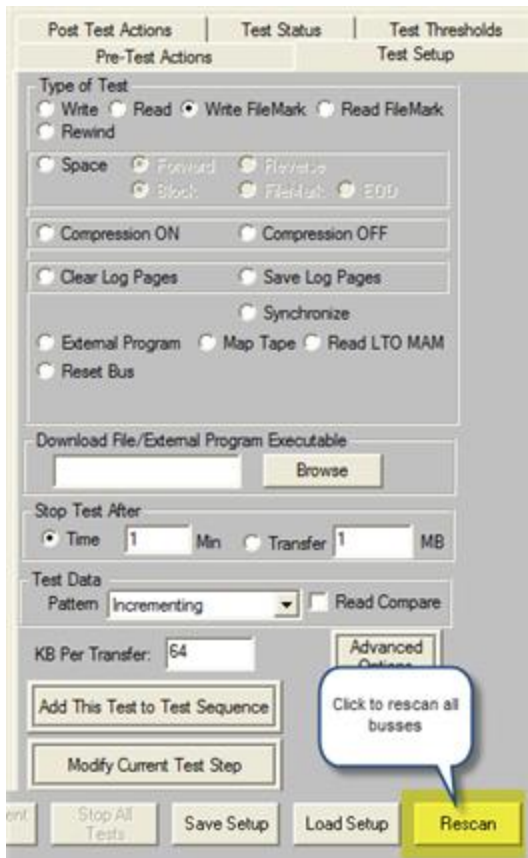 Post Test Actions Test Status Test Thresholds
Pre-Test Actions Test Setup
Type of Test
Write Read Write FileMark Read FileMark
Rewind
Space Forward Reverse
Block FileMark EOD
Compression ON Compression OFF
Clear Log Pages Save Log Pages
Synchronize
External Program Map Tape Read LTO MAM
Reset Bus
Download File/External Program Executable
Browse
Stop Test After
Time 1 Min Transfer 1 MB
Test Data
Pattern Incrementing Read Compare
KB Per Transfer: 64
Advanced
Options
Add This Test to Test Sequence
Click to rescan all
busses
Modify Current Test Step
ent Stop All
Tests
Save Setup Load Setup Rescan